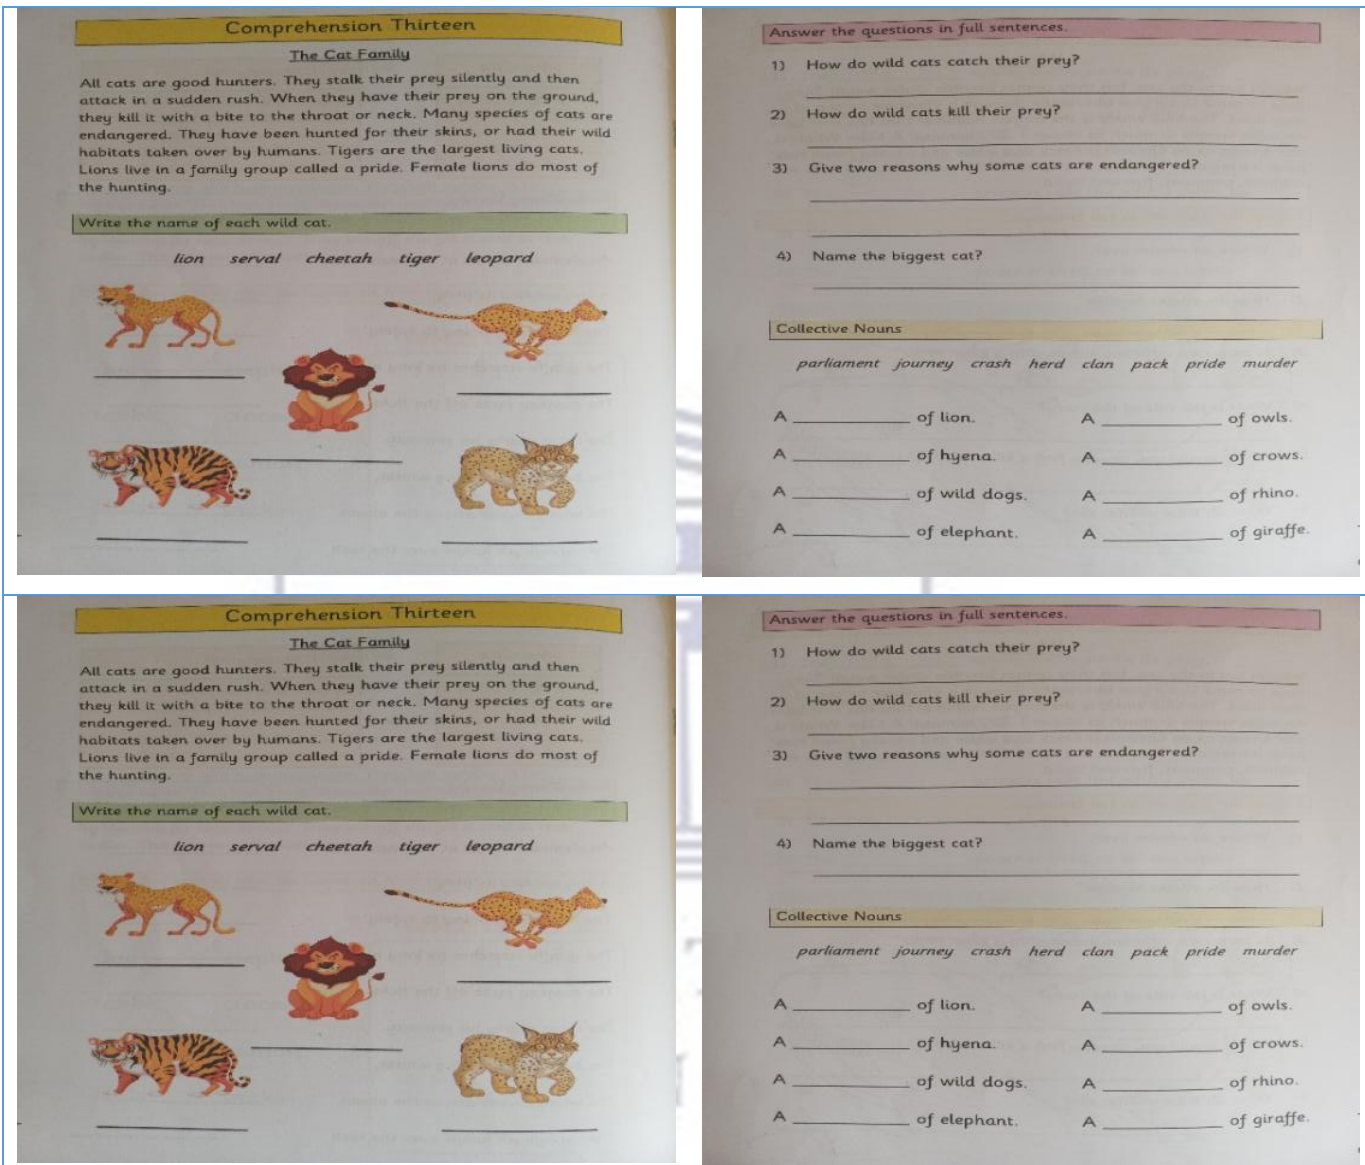 Comprehension Thirteen
The Cat Family
All cats are good hunters. They stalk their prey silently and then
attack in a sudden rush. When they have their prey on the ground,
they kill it with a bite to the throat or neck. Many species of cats are
endangered. They have been hunted for their skins, or had their wild
habitats taken over by humans. Tigers are the largest living cats.
Lions live in a family group called a pride. Female lions do most of
the hunting.
Write the name of each wild cat.
lion serval cheetah tiger leopard
Answer the questions in full sentences.
1) How do wild cats catch their prey?
2) How do wild cats kill their prey?
3) Give two reasons why some cats are endangered?
4) Name the biggest cat?
Collective Nouns
parliament journey crash herd clan pack pride murder
A of lion. A of owls.
A of hyena. A of crows.
A of wild dogs. A of rhino.
A of elephant. A of giraffe.
Comprehension Thirteen
The Cat Family
All cats are good hunters. They stalk their prey silently and then
attack in a sudden rush. When they have their prey on the ground,
they kill it with a bite to the throat or neck. Many species of cats are
endangered. They have been hunted for their skins, or had their wild
habitats taken over by humans. Tigers are the largest living cats.
Lions live in a family group called a pride. Female lions do most of
the hunting.
Write the name of each wild cat.
lion serval cheetah tiger leopard
Answer the questions in full sentences.
1) How do wild cats catch their prey?
2) How do wild cats kill their prey?
3) Give two reasons why some cats are endangered?
4) Name the biggest cat?
Collective Nouns
parliament journey crash herd clan pack pride murder
A of lion. A of owls.
A of hyena. A of crows.
A of wild dogs. A of rhino.
A of elephant. A of giraffe.